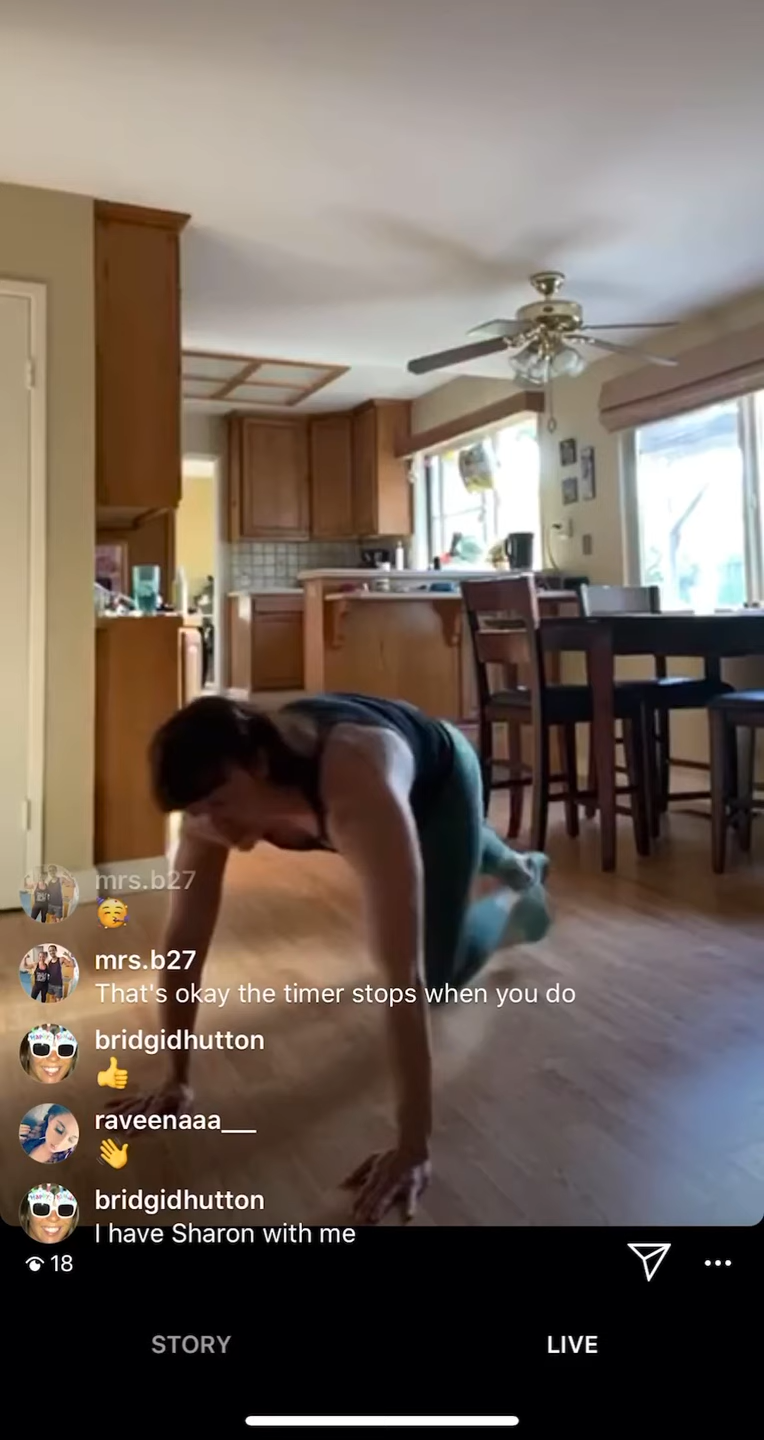 mrs.b27
🥳
mrs.b27
That's okay the timer stops when you do
bridgidhutton
👍
raveenaaa___
👋
bridgidhutton
I have Sharon with me
18
STORY
LIVE